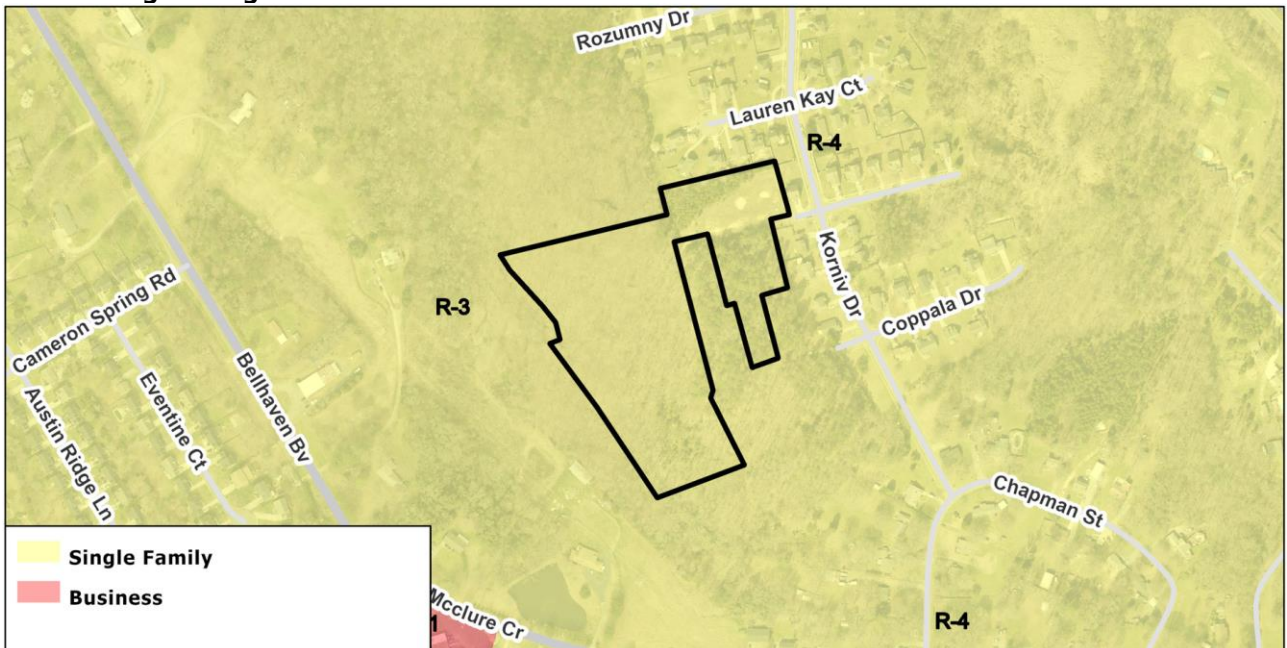 Rozumny Dr
Lauren Kay Ct
R-4
Korniv Dr
R-3
Cameron Spring Rd
Coppala Dr
Bellhaven Bv
Eventine Ct
Austin Ridge Ln
Chapman St
Single Family
Business
Mcclure Cr
R-4